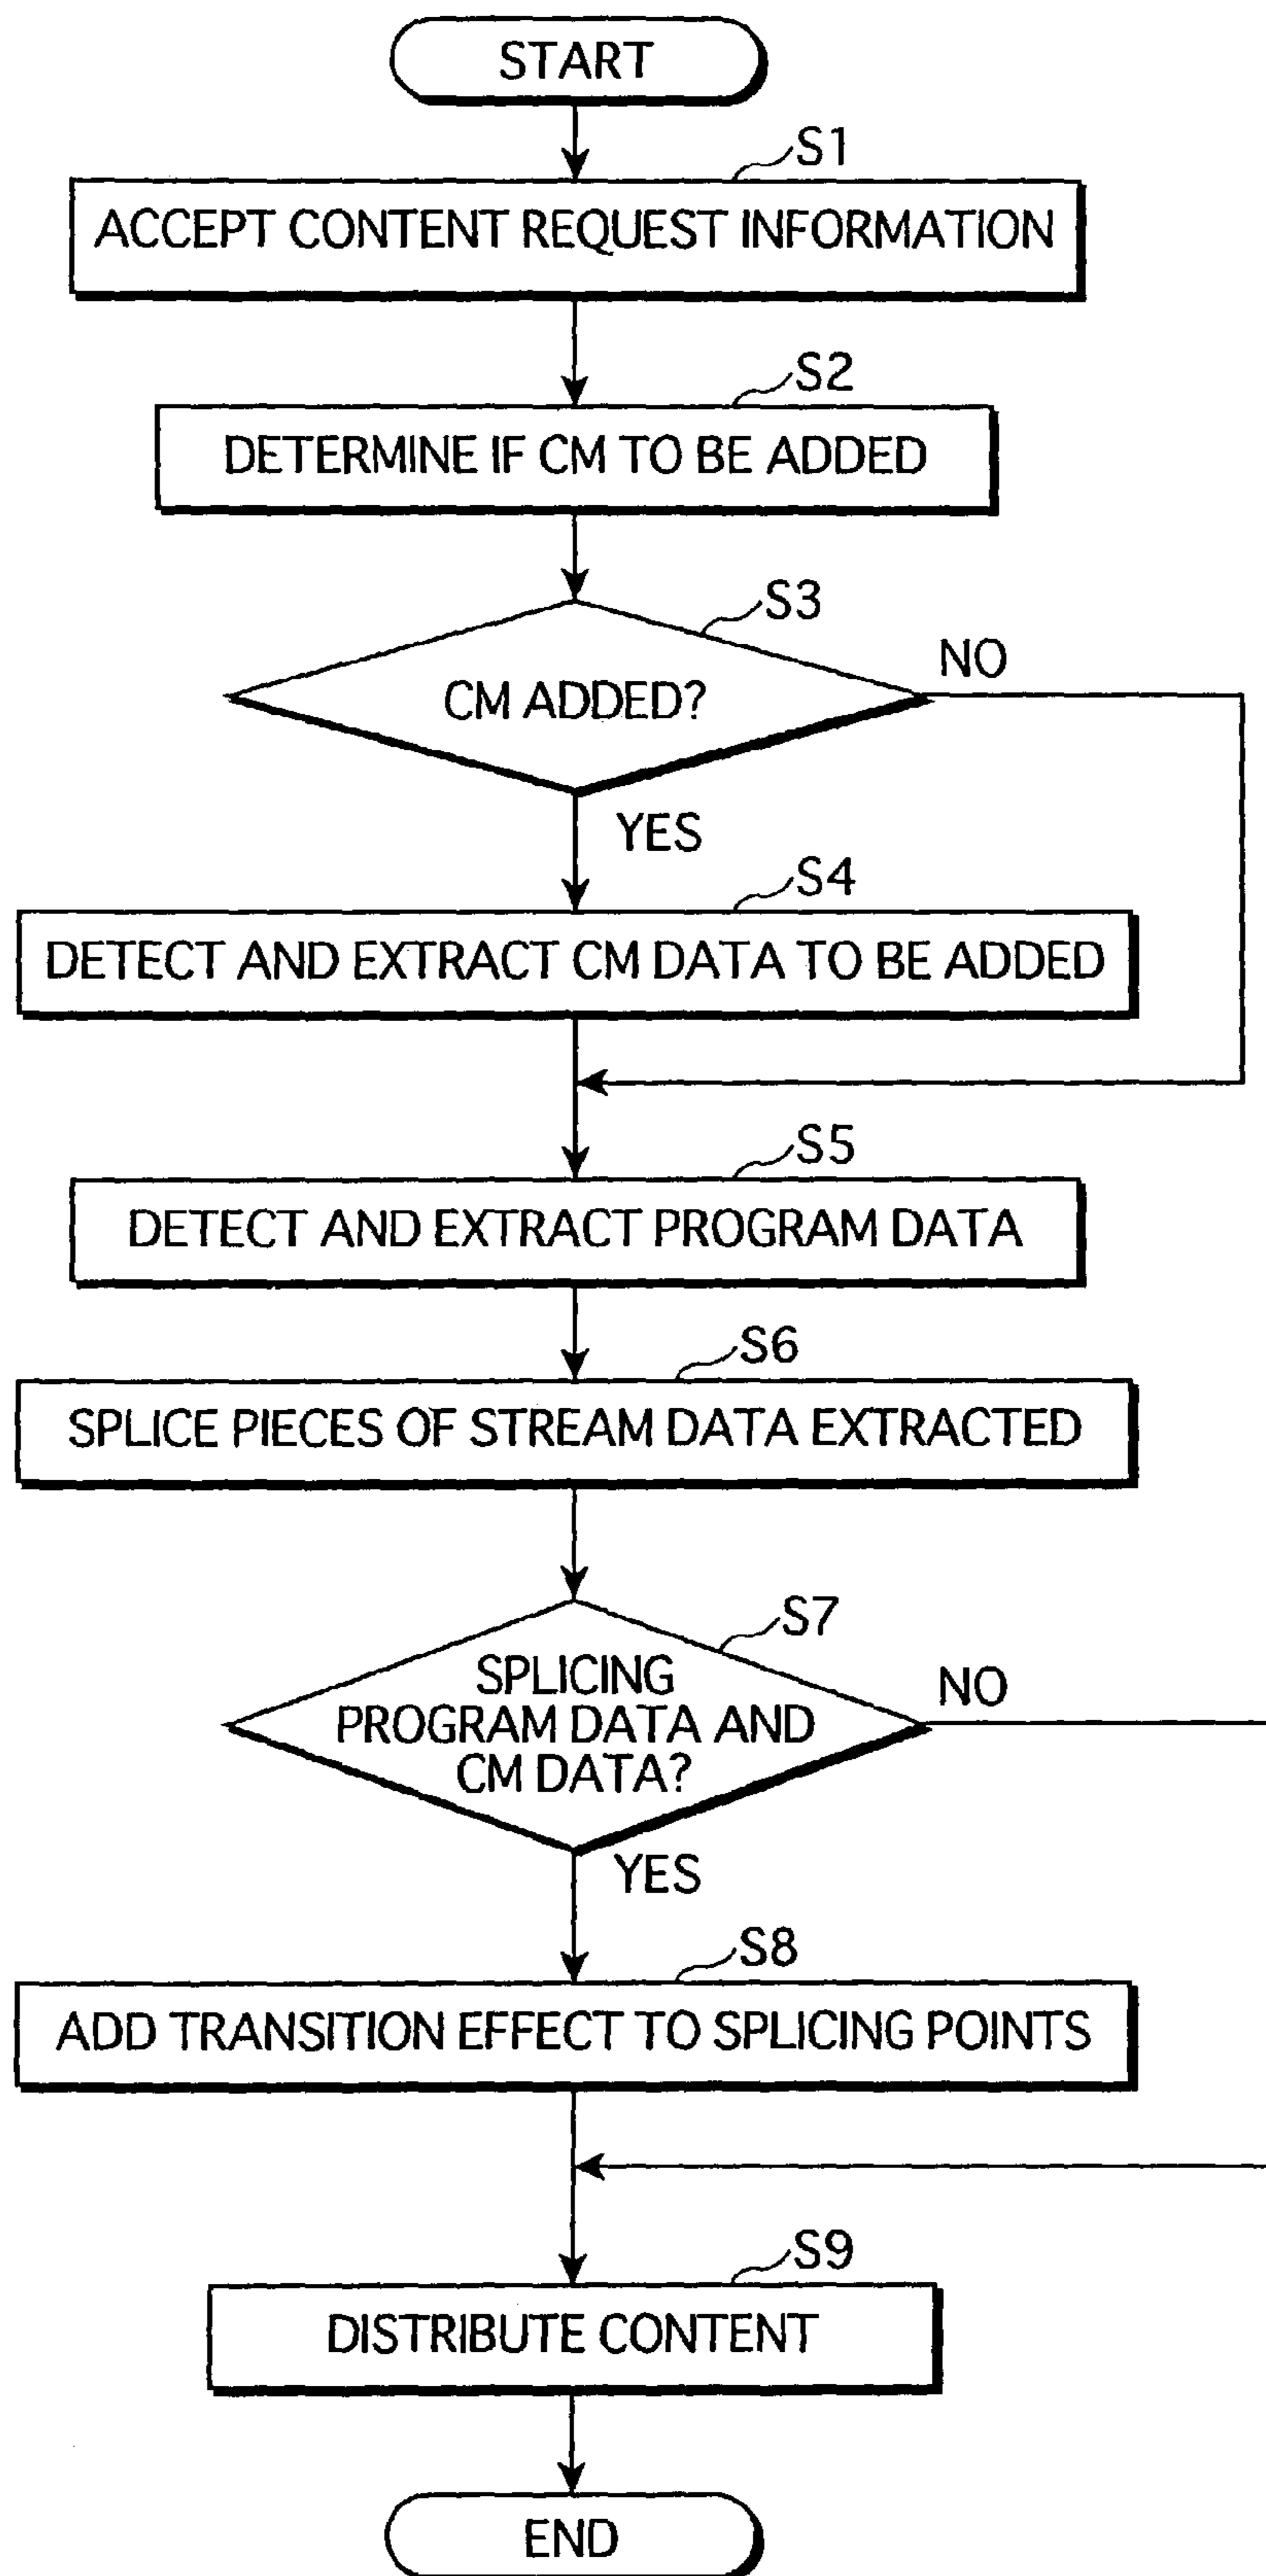 START
S1
ACCEPT CONTENT REQUEST INFORMATION
S2
DETERMINE IF CM TO BE ADDED
S3
CM ADDED?
NO
YES
S4
DETECT AND EXTRACT CM DATA TO BE ADDED
S5
DETECT AND EXTRACT PROGRAM DATA
S6
SPLICE PIECES OF STREAM DATA EXTRACTED
S7
SPLICING
PROGRAM DATA AND
CM DATA?
NO
YES
S8
ADD TRANSITION EFFECT TO SPLICING POINTS
S9
DISTRIBUTE CONTENT
END